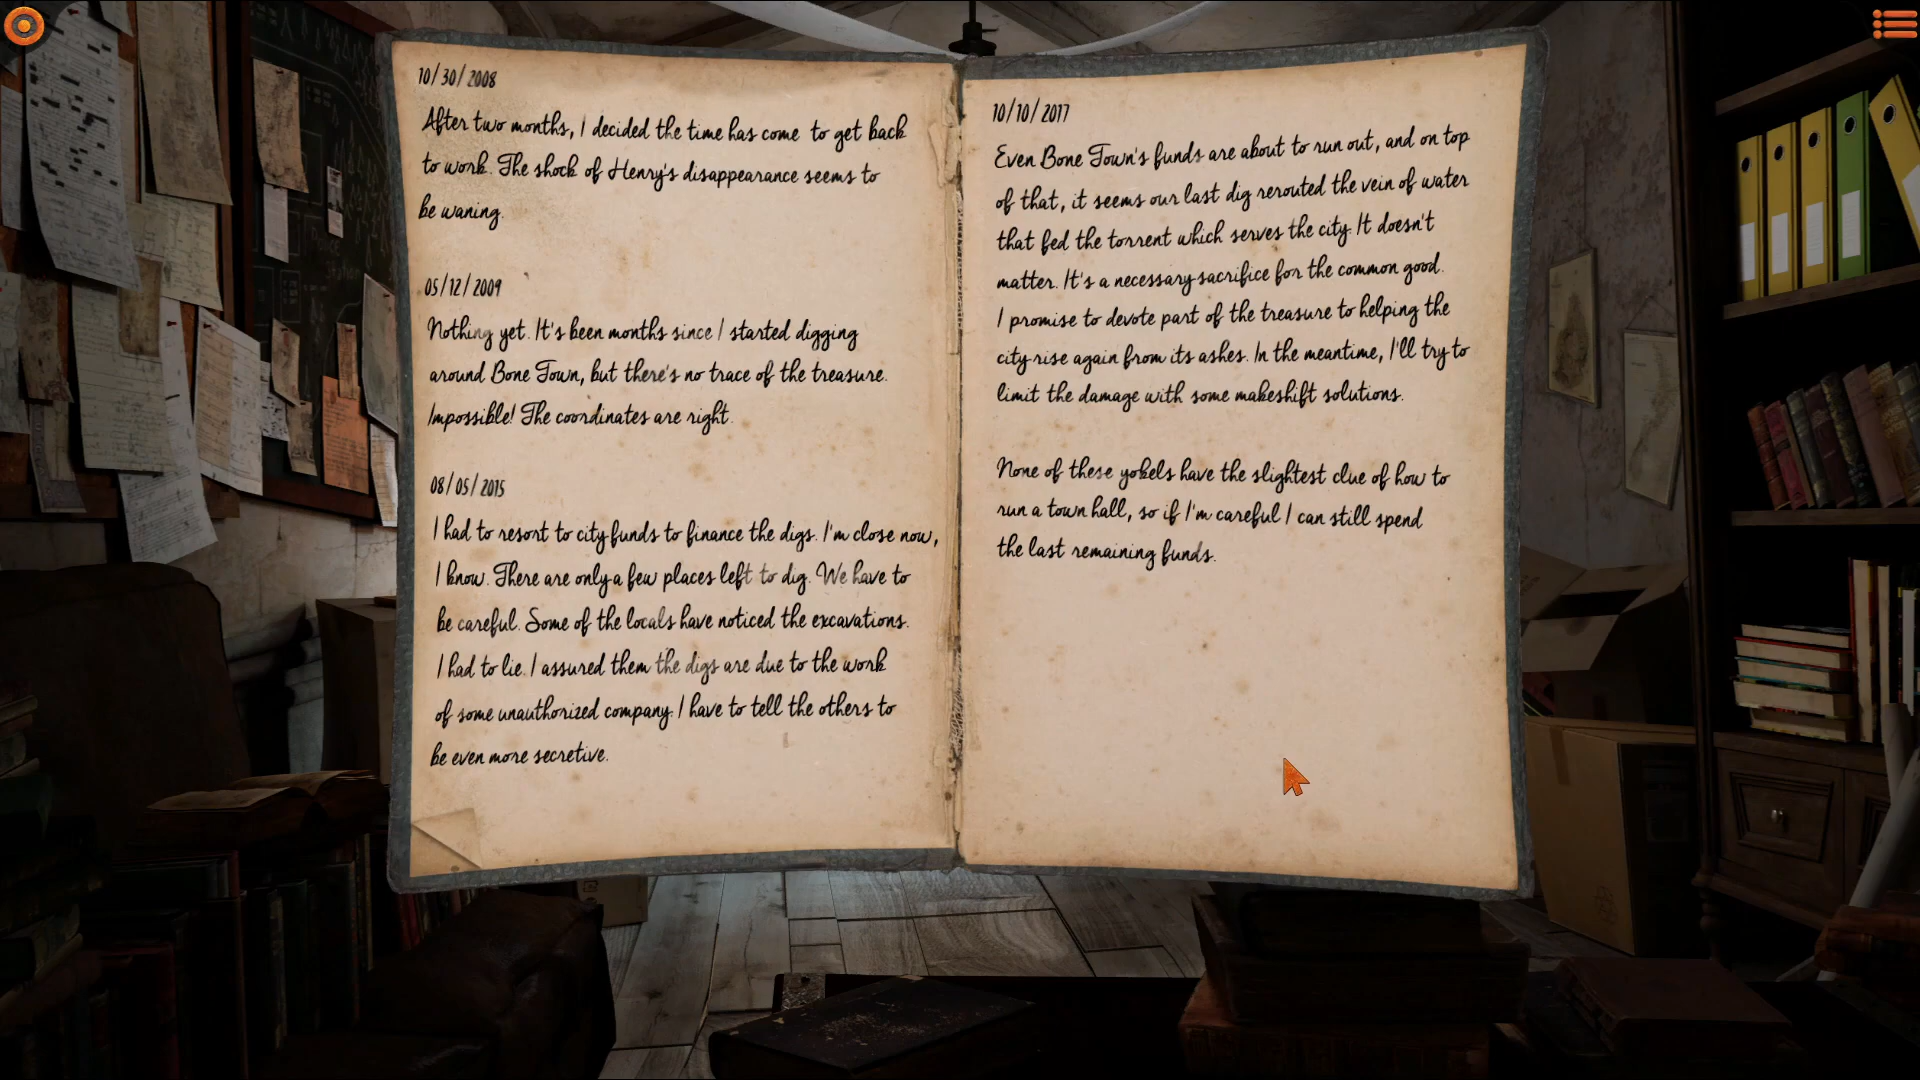 10/30/2008
After two months, I decided the time has come to get back
to work. The shock of Henry's disappearance seems to
be waning.
05/12/2009
Nothing yet. It's been months since I started digging
around Bone Town, but there's no trace of the treasure.
Impossible! The coordinates are right.
08/05/2015
I had to resort to city funds to finance the digs. I'm close now,
I know. There are only a few places left to dig. We have to
be careful. Some of the locals have noticed the excavations.
I had to lie. I assured them the digs are due to the work
of some unauthorized company. I have to tell the others to
be even more secretive.
10/10/2017
Even Bone Town's funds are about to run out, and on top
of that, it seems our last dig rerouted the vein of water
that fed the torrent which serves the city. It doesn't
matter. It's a necessary sacrifice for the common good.
I promise to devote part of the treasure to helping the
city rise again from its ashes. In the meantime, I'll try to
limit the damage with some makeshift solutions.
None of these yokels have the slightest clue of how to
run a town hall, so if I'm careful I can still spend
the last remaining funds.